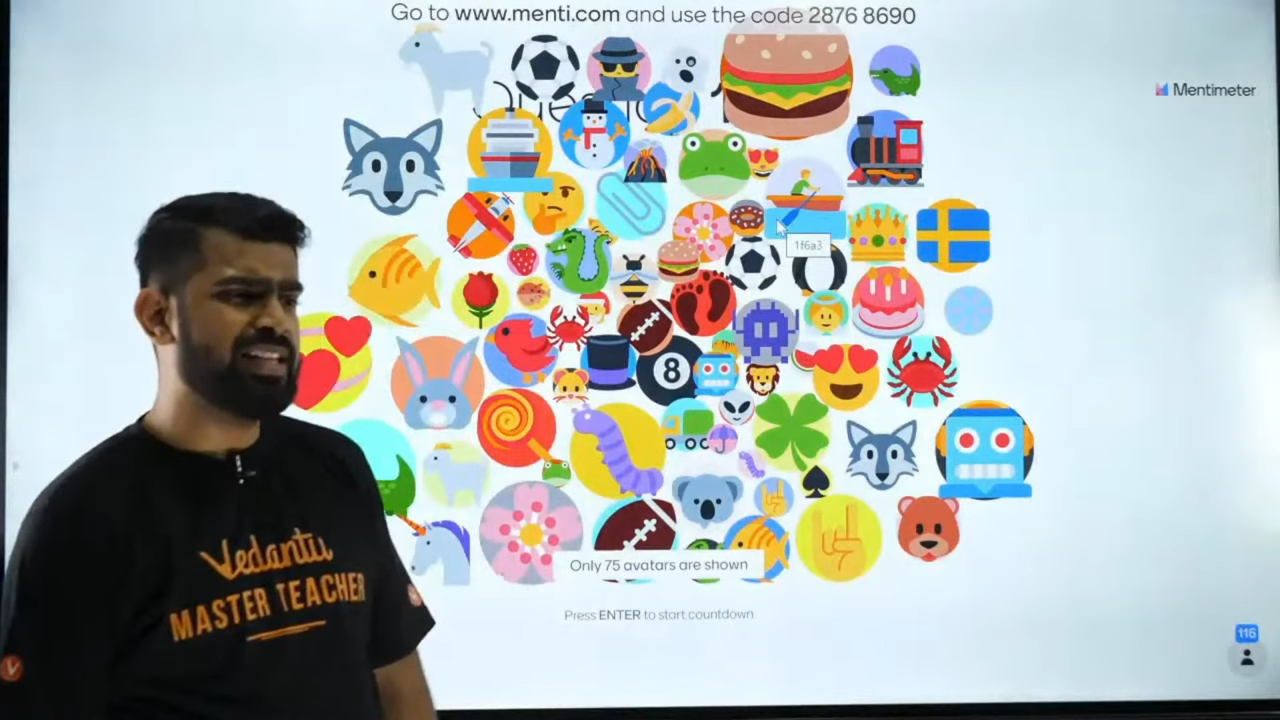 Go to www.menti.com and use the code 2876 8690
Mentimeter
1f6a3
8
Only 75 avatars are shown
Press ENTER to start countdown
116
Vedantu
MASTER TEACHER
V